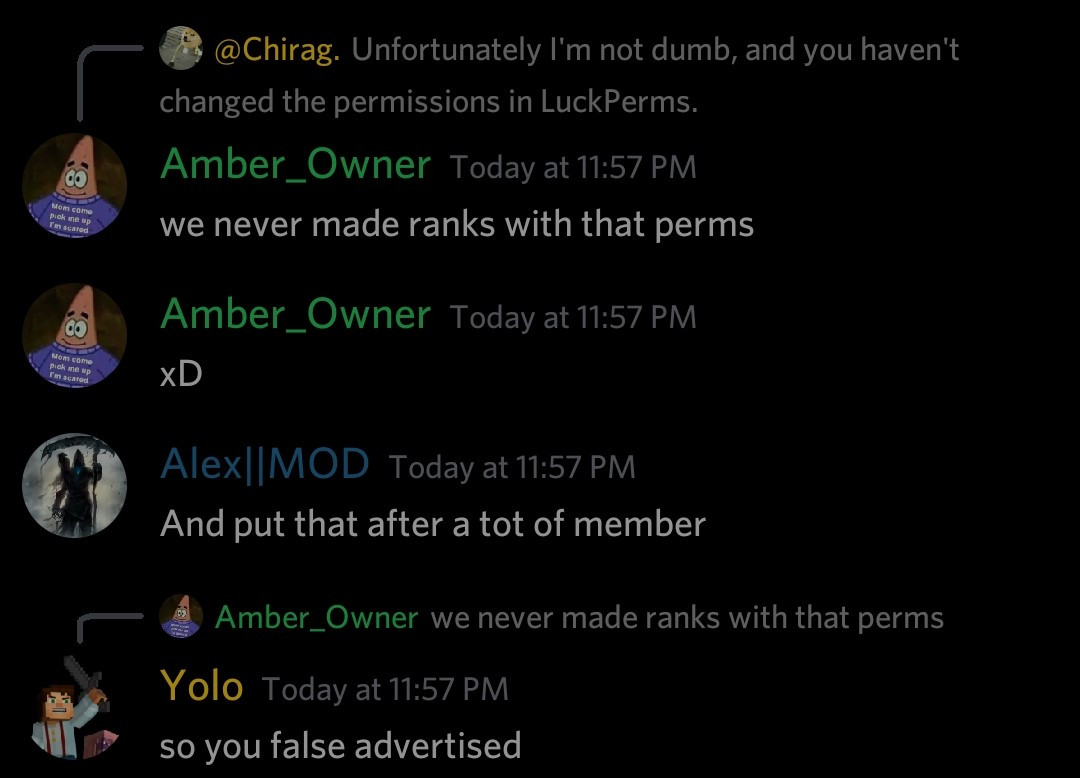 @Chirag. Unfortunately I'm not dumb, and you haven't
changed the permissions in LuckPerms.
Amber_Owner Today at 11:57 PM
Mom come
pick me up
I'm scared
we never made ranks with that perms
Amber_Owner Today at 11:57 PM
Mom come
pick me up
I'm scared
xD
Alex||MOD Today at 11:57 PM
And put that after a tot of member
Amber_Owner we never made ranks with that perms
Yolo Today at 11:57 PM
so you false advertised